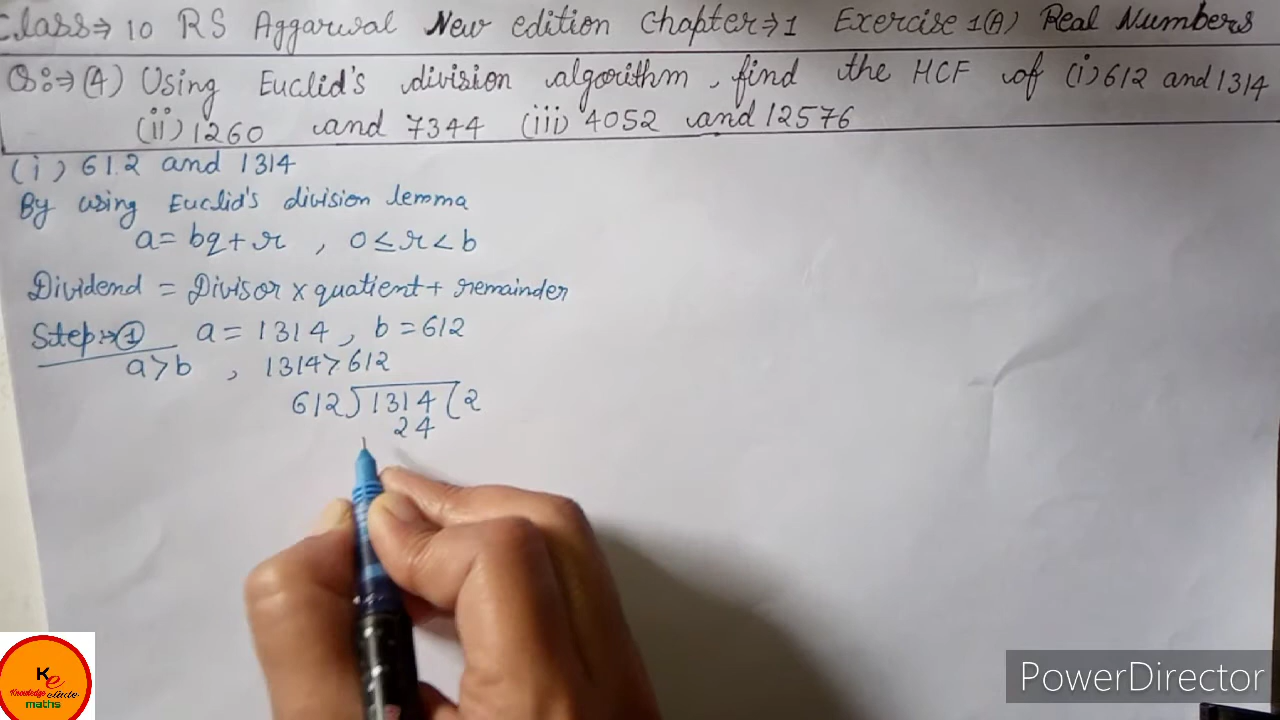 Class⇒10 RS Aggarwal New edition Chapter⇒1 Exercise 1(A) Real Numbers
Q:⇒(4) Using Euclid's division algorithm, find the HCF of (i) 612 and 1314
(ii) 1260 and 7344 (iii) 4052 and 12576
(i) 612 and 1314
By using Euclid's division lemma
a = bq + r , 0 ≤ r < b
Dividend = Divisor × quatient + remainder
Step:⇒① a = 1314 , b = 612
a > b , 1314 > 612
612)1314(2
24
Ke
Knowledge elucide
maths
PowerDirector